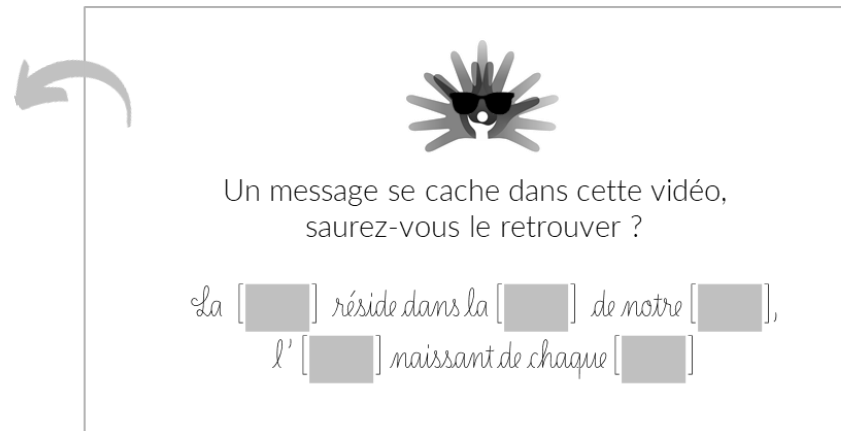 Un message se cache dans cette vidéo,
saurez-vous le retrouver ?
La [ ] réside dans la [ ] de notre [ ],
l' [ ] naissant de chaque [ ]